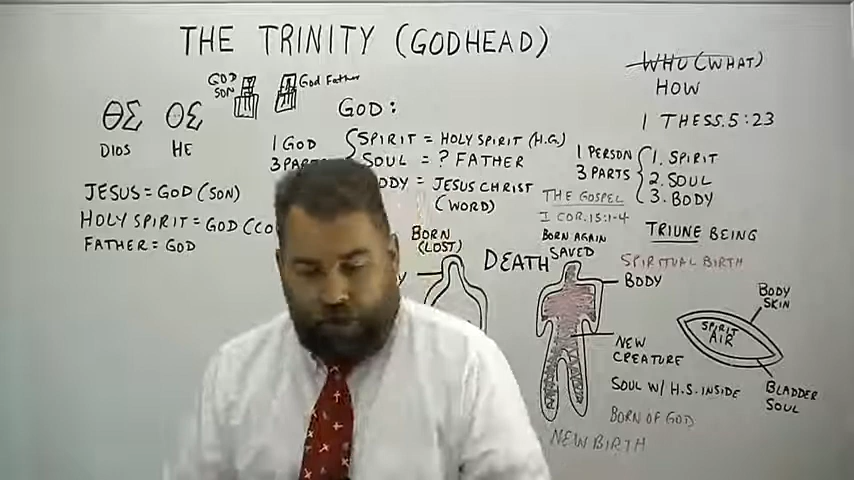 THE TRINITY (GODHEAD)
WHO (WHAT)
HOW
1 THESS. 5:23
GOD
SON
God Father
ΘΣ ΟΣ
DIOS HE
GOD:
1 GOD
3 PARTS
SPIRIT = HOLY SPIRIT (H.G.)
SOUL = ? FATHER
BODY = JESUS CHRIST
(WORD)
1 PERSON
3 PARTS
1. SPIRIT
2. SOUL
3. BODY
TRIUNE BEING
JESUS = GOD (SON)
HOLY SPIRIT = GOD (CO
FATHER = GOD
THE GOSPEL
I COR. 15:1-4
BORN AGAIN
SAVED
SPIRITUAL BIRTH
BORN
(LOST)
DEATH
BODY
NEW
CREATURE
SOUL W/ H.S. INSIDE
BORN OF GOD
NEW BIRTH
BODY
SKIN
SPIRIT
AIR
BLADDER
SOUL